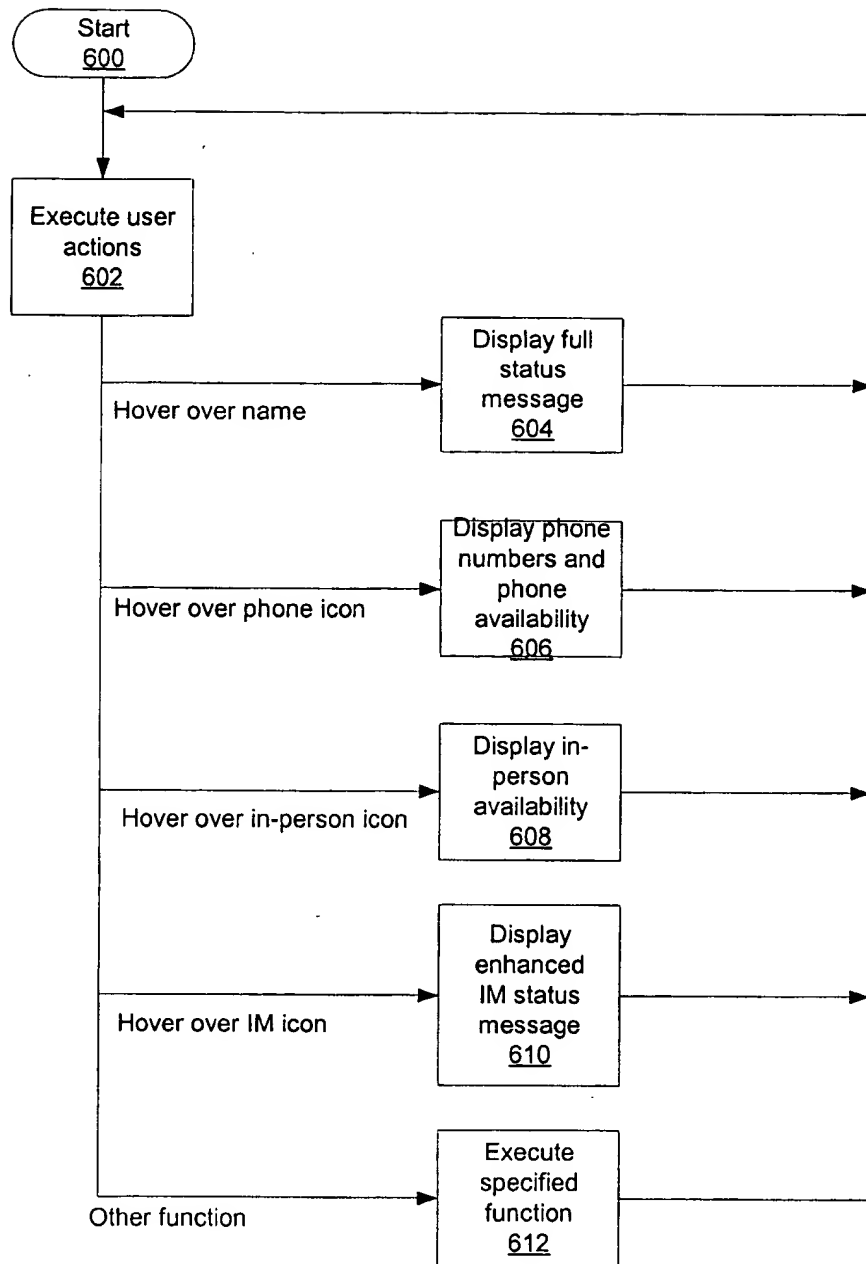 Start
600
Execute user
actions
602
Display full
status
message
604
Hover over name
Display phone
numbers and
phone
availability
606
Hover over phone icon
Display in-
person
availability
608
Hover over in-person icon
Display
enhanced
IM status
message
610
Hover over IM icon
Execute
specified
function
612
Other function